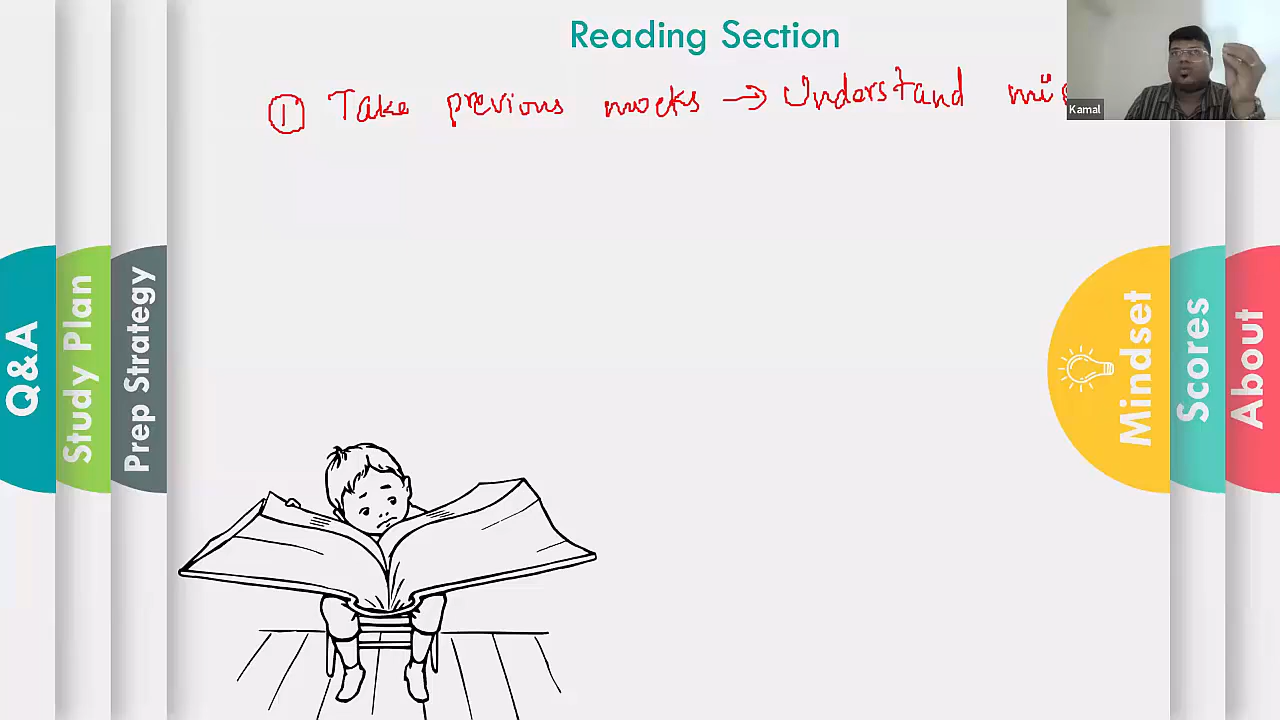 Reading Section
① Take previous mocks → Understand
Kamal
Q&A
Study Plan
Prep Strategy
Mindset
Scores
About